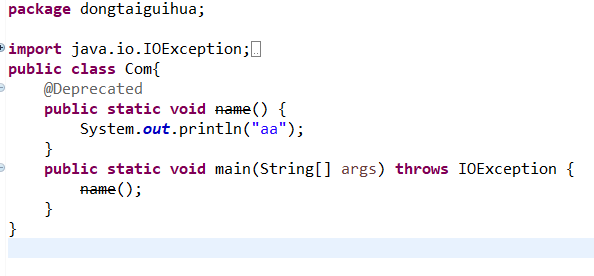 package dongtaiguihua;
import java.io.IOException;
public class Com{
@Deprecated
public static void name() {
System.out.println("aa");
}
public static void main(String[] args) throws IOException {
name();
}
}